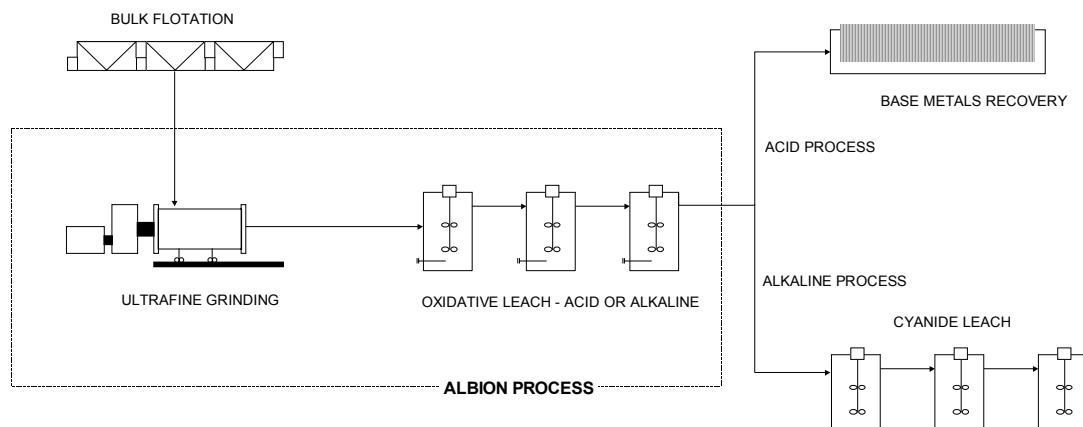 BULK FLOTATION
BASE METALS RECOVERY
ACID PROCESS
ULTRAFINE GRINDING
OXIDATIVE LEACH - ACID OR ALKALINE
ALKALINE PROCESS
CYANIDE LEACH
ALBION PROCESS